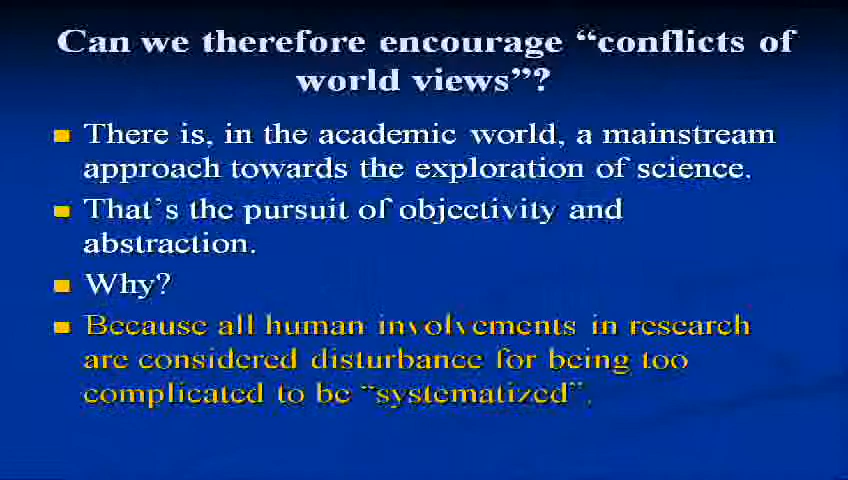 Can we therefore encourage “conflicts of
world views”?
There is, in the academic world, a mainstream
approach towards the exploration of science.
That’s the pursuit of objectivity and
abstraction.
Why?
Because all human involvements in research
are considered disturbance for being too
complicated to be “systematized”.